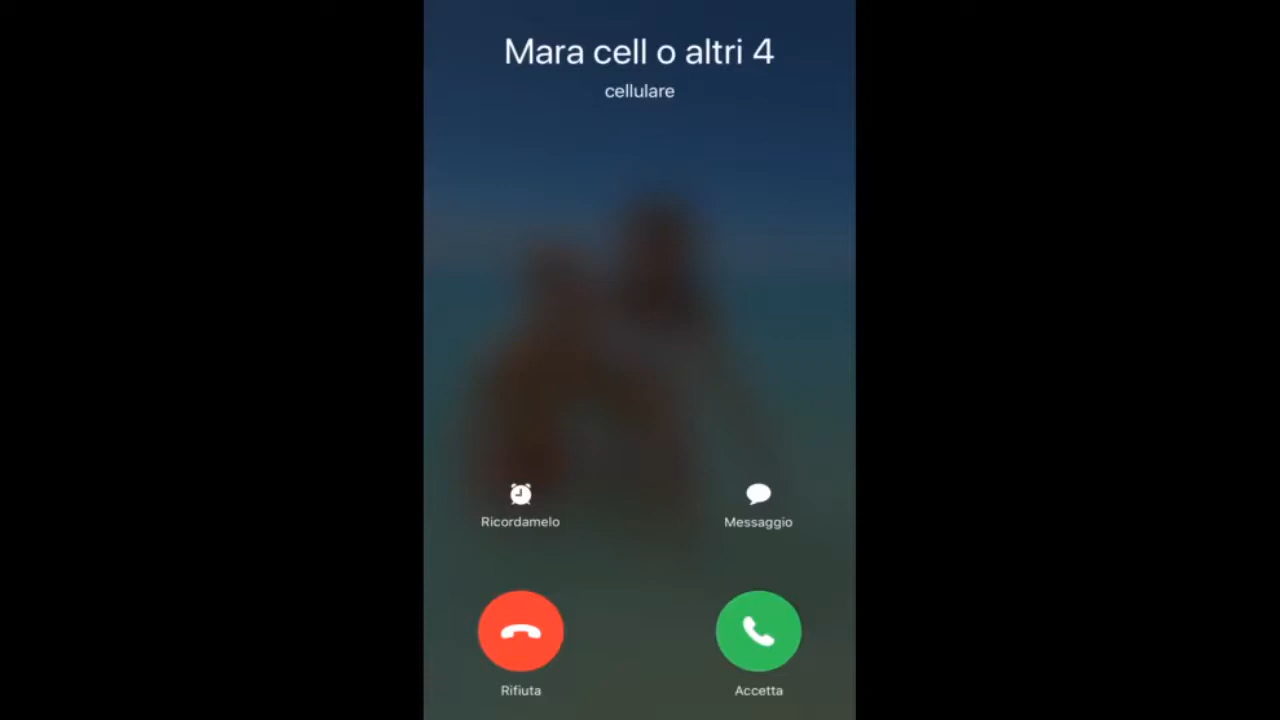 Mara cell o altri 4
cellulare
Ricordamelo
Messaggio
Rifiuta
Accetta